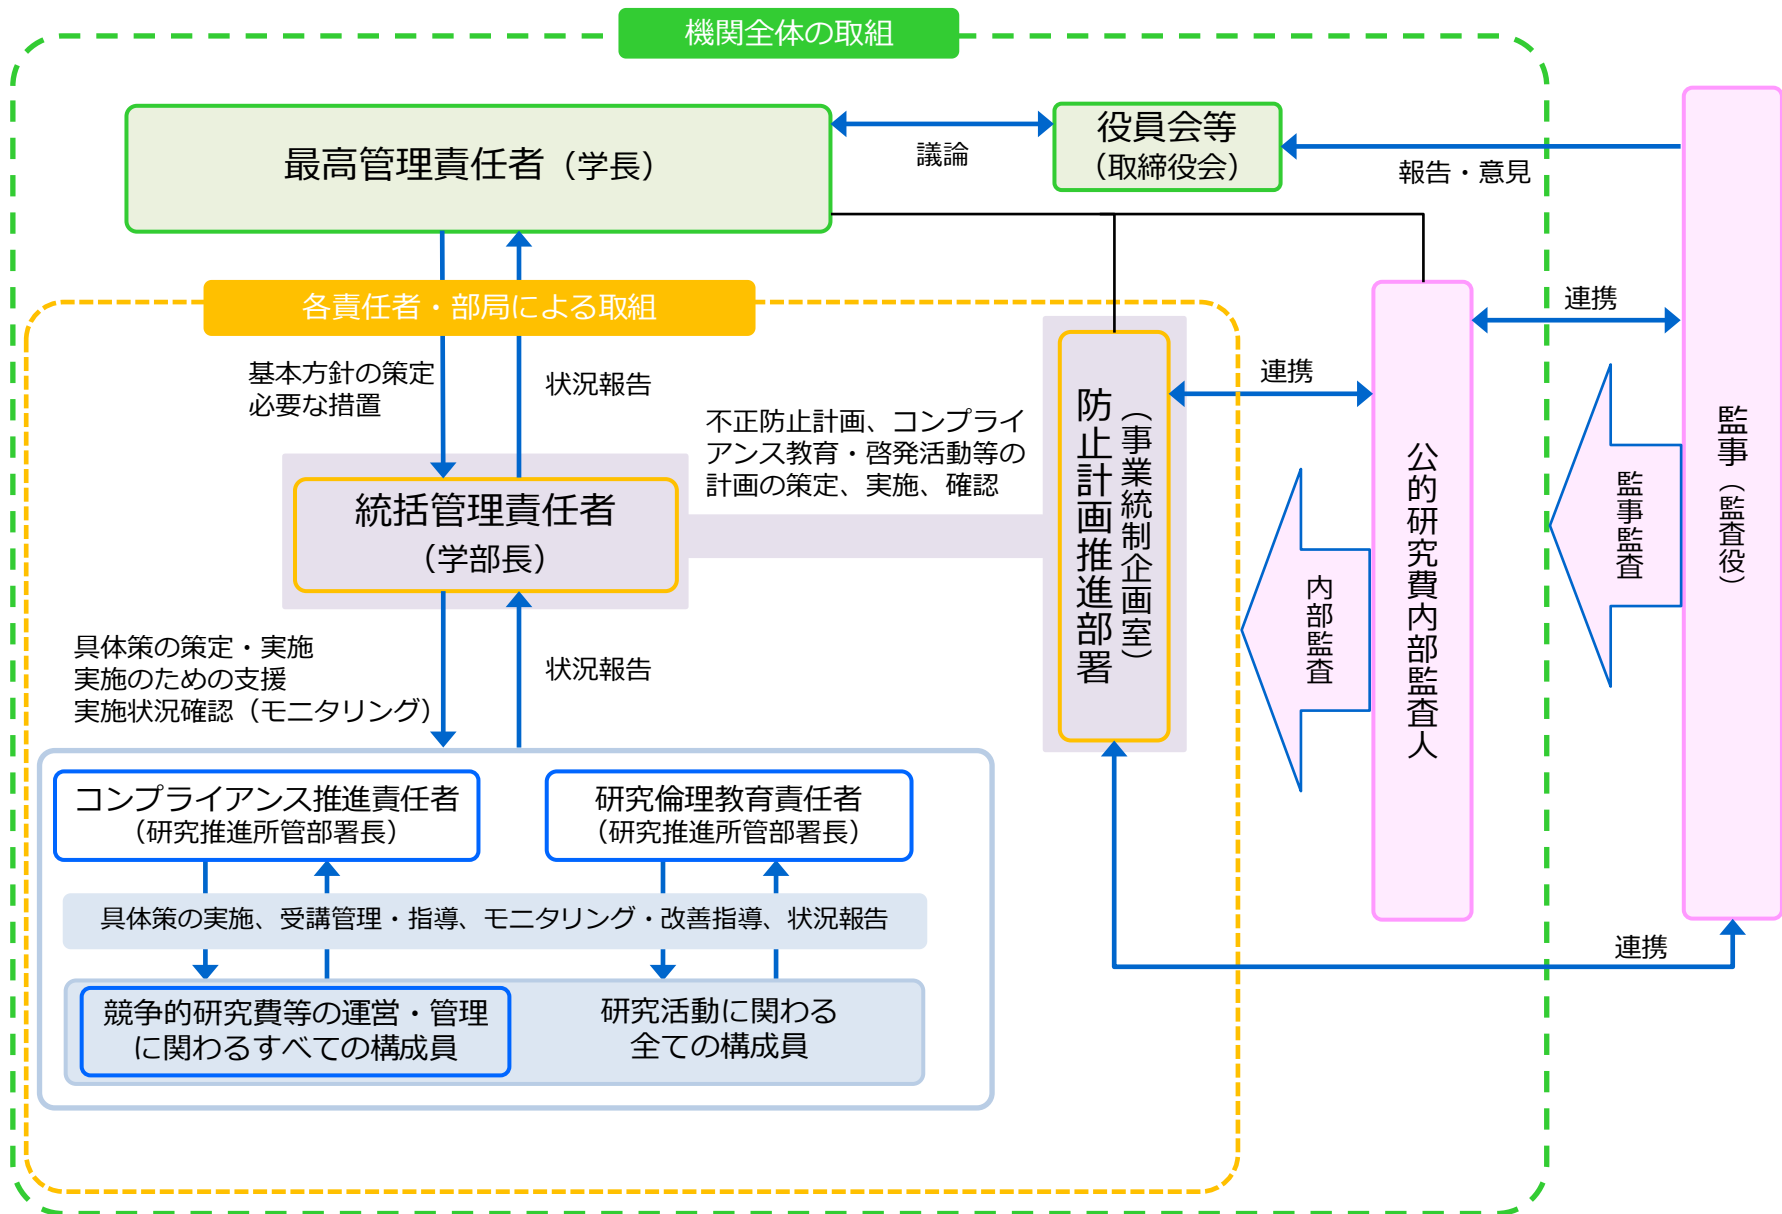 機関全体の取組
最高管理責任者（学長）
議論
役員会等
（取締役会）
報告・意見
各責任者・部局による取組
基本方針の策定
必要な措置
状況報告
不正防止計画、コンプライ
アンス教育・啓発活動等の
計画の策定、実施、確認
統括管理責任者
（学部長）
防止計画推進部署
（事業統制企画室）
連携
連携
公的研究費内部監査人
内部監査
監事監査
監事（監査役）
具体策の策定・実施
実施のための支援
実施状況確認（モニタリング）
状況報告
コンプライアンス推進責任者
（研究推進所管部署長）
研究倫理教育責任者
（研究推進所管部署長）
具体策の実施、受講管理・指導、モニタリング・改善指導、状況報告
連携
競争的研究費等の運営・管理
に関わるすべての構成員
研究活動に関わる
全ての構成員